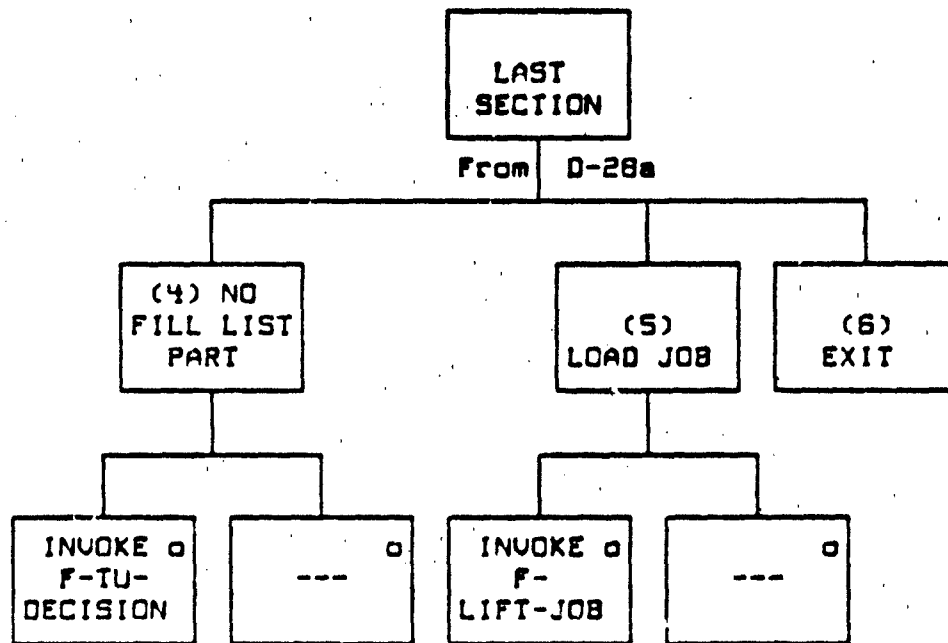 LAST
SECTION
From D-28a
(4) NO
FILL LIST
PART
(5)
LOAD JOB
(6)
EXIT
INVOKE o
F-TU-
DECISION
o
---
INVOKE o
F-
LIFT-JOB
o
---